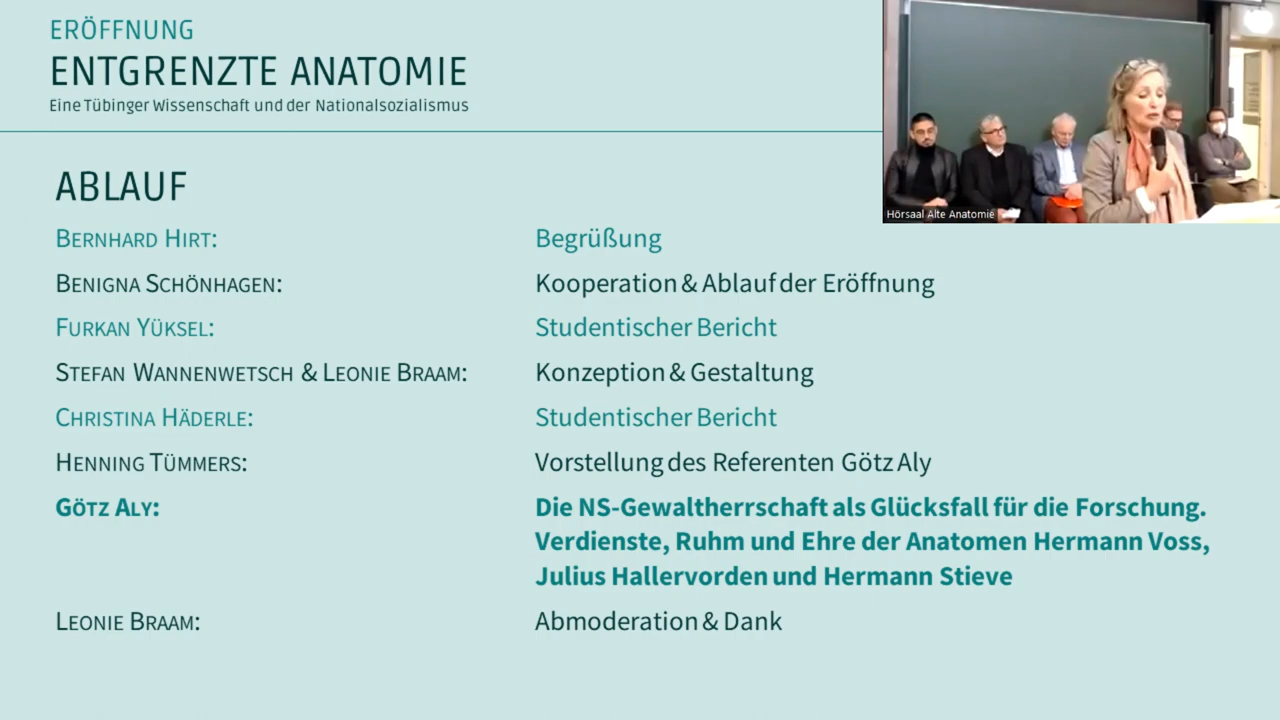 ERÖFFNUNG
ENTGRENZTE ANATOMIE
Eine Tübinger Wissenschaft und der Nationalsozialismus
Hörsaal Alte Anatomie
ABLAUF
BERNHARD HIRT: Begrüßung
BENIGNA SCHÖNHAGEN: Kooperation & Ablauf der Eröffnung
FURKAN YÜKSEL: Studentischer Bericht
STEFAN WANNENWETSCH & LEONIE BRAAM: Konzeption & Gestaltung
CHRISTINA HÄDERLE: Studentischer Bericht
HENNING TÜMMERS: Vorstellung des Referenten Götz Aly
GÖTZ ALY: Die NS-Gewaltherrschaft als Glücksfall für die Forschung.
Verdienste, Ruhm und Ehre der Anatomen Hermann Voss,
Julius Hallervorden und Hermann Stieve
LEONIE BRAAM: Abmoderation & Dank